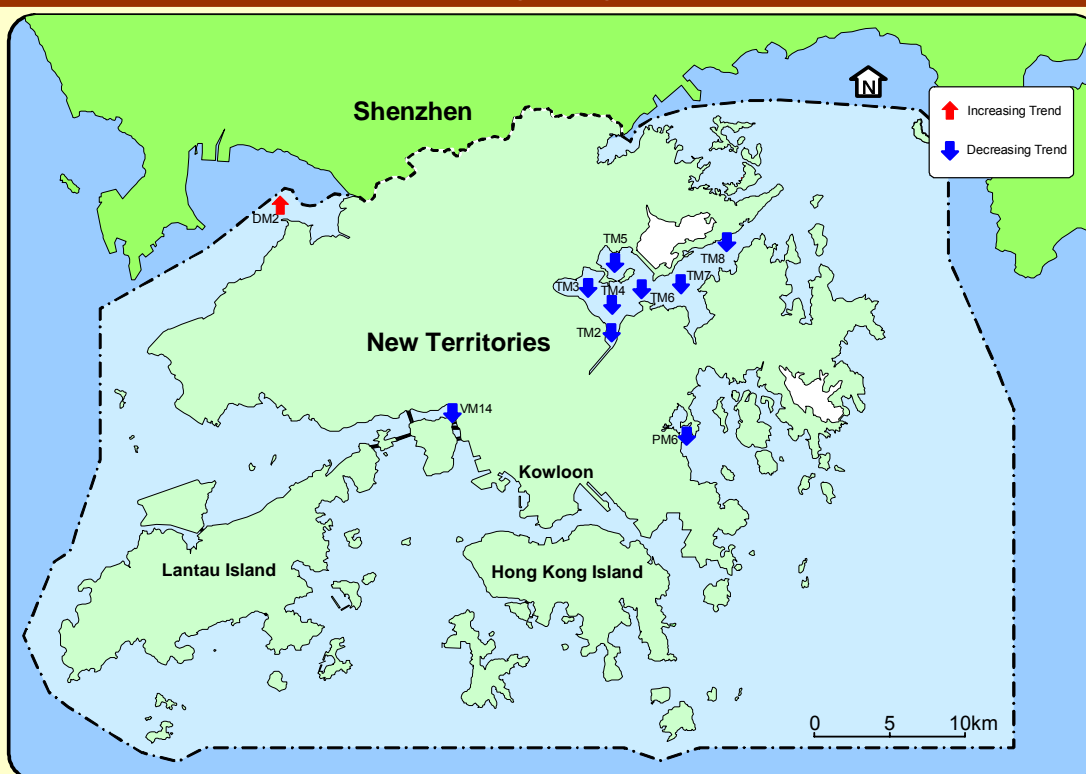 Shenzhen
N
Increasing Trend
Decreasing Trend
DM2
TM5
TM8
TM3
TM4
TM7
TM6
TM2
New Territories
VM14
PM6
Kowloon
Lantau Island
Hong Kong Island
0 5 10km